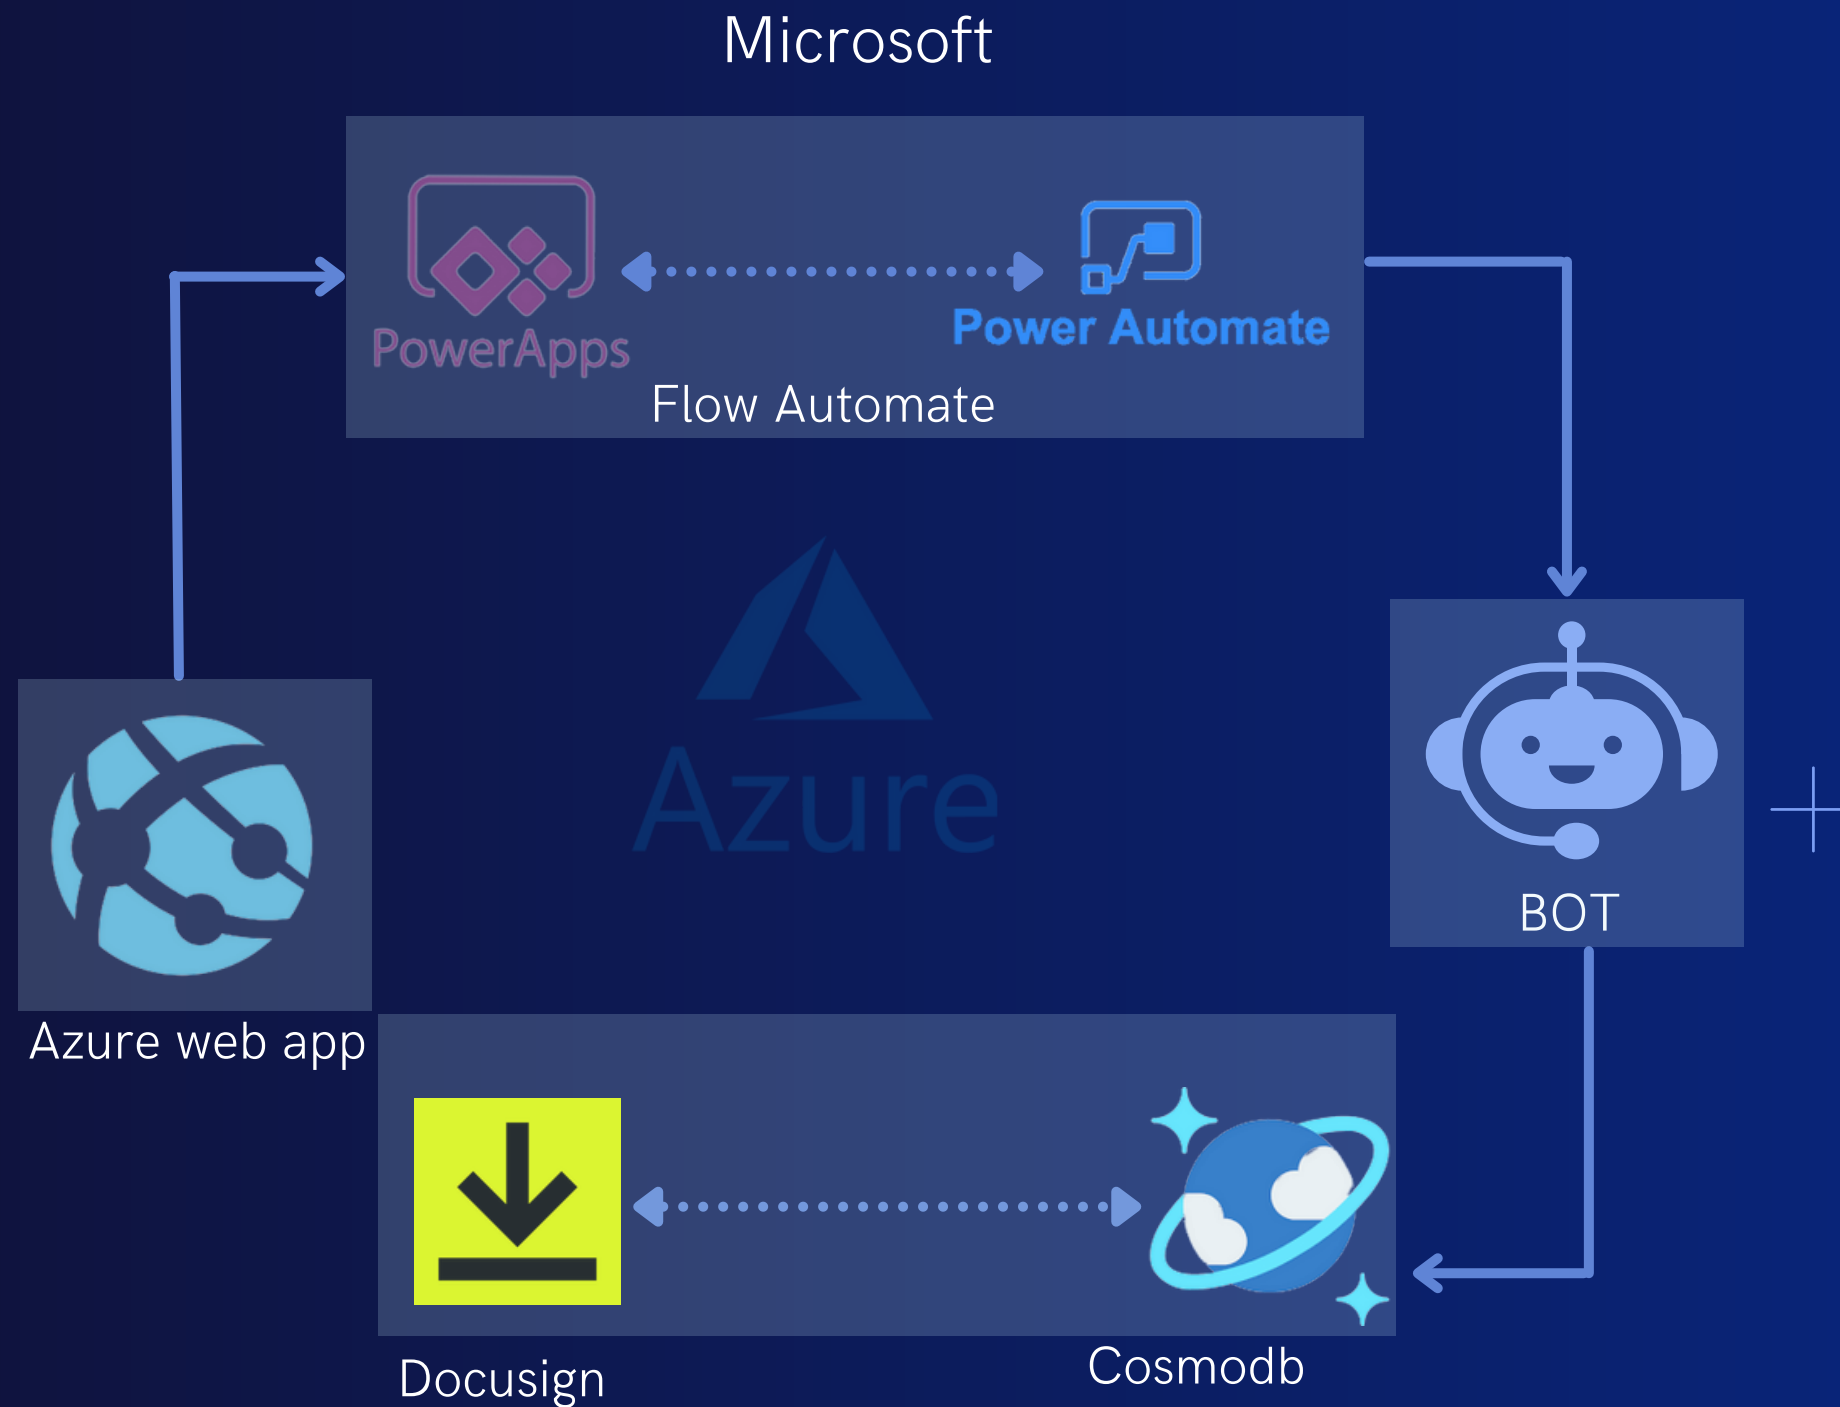 Microsoft
PowerApps
Power Automate
Flow Automate
Azure
BOT
Azure web app
Docusign
Cosmodb